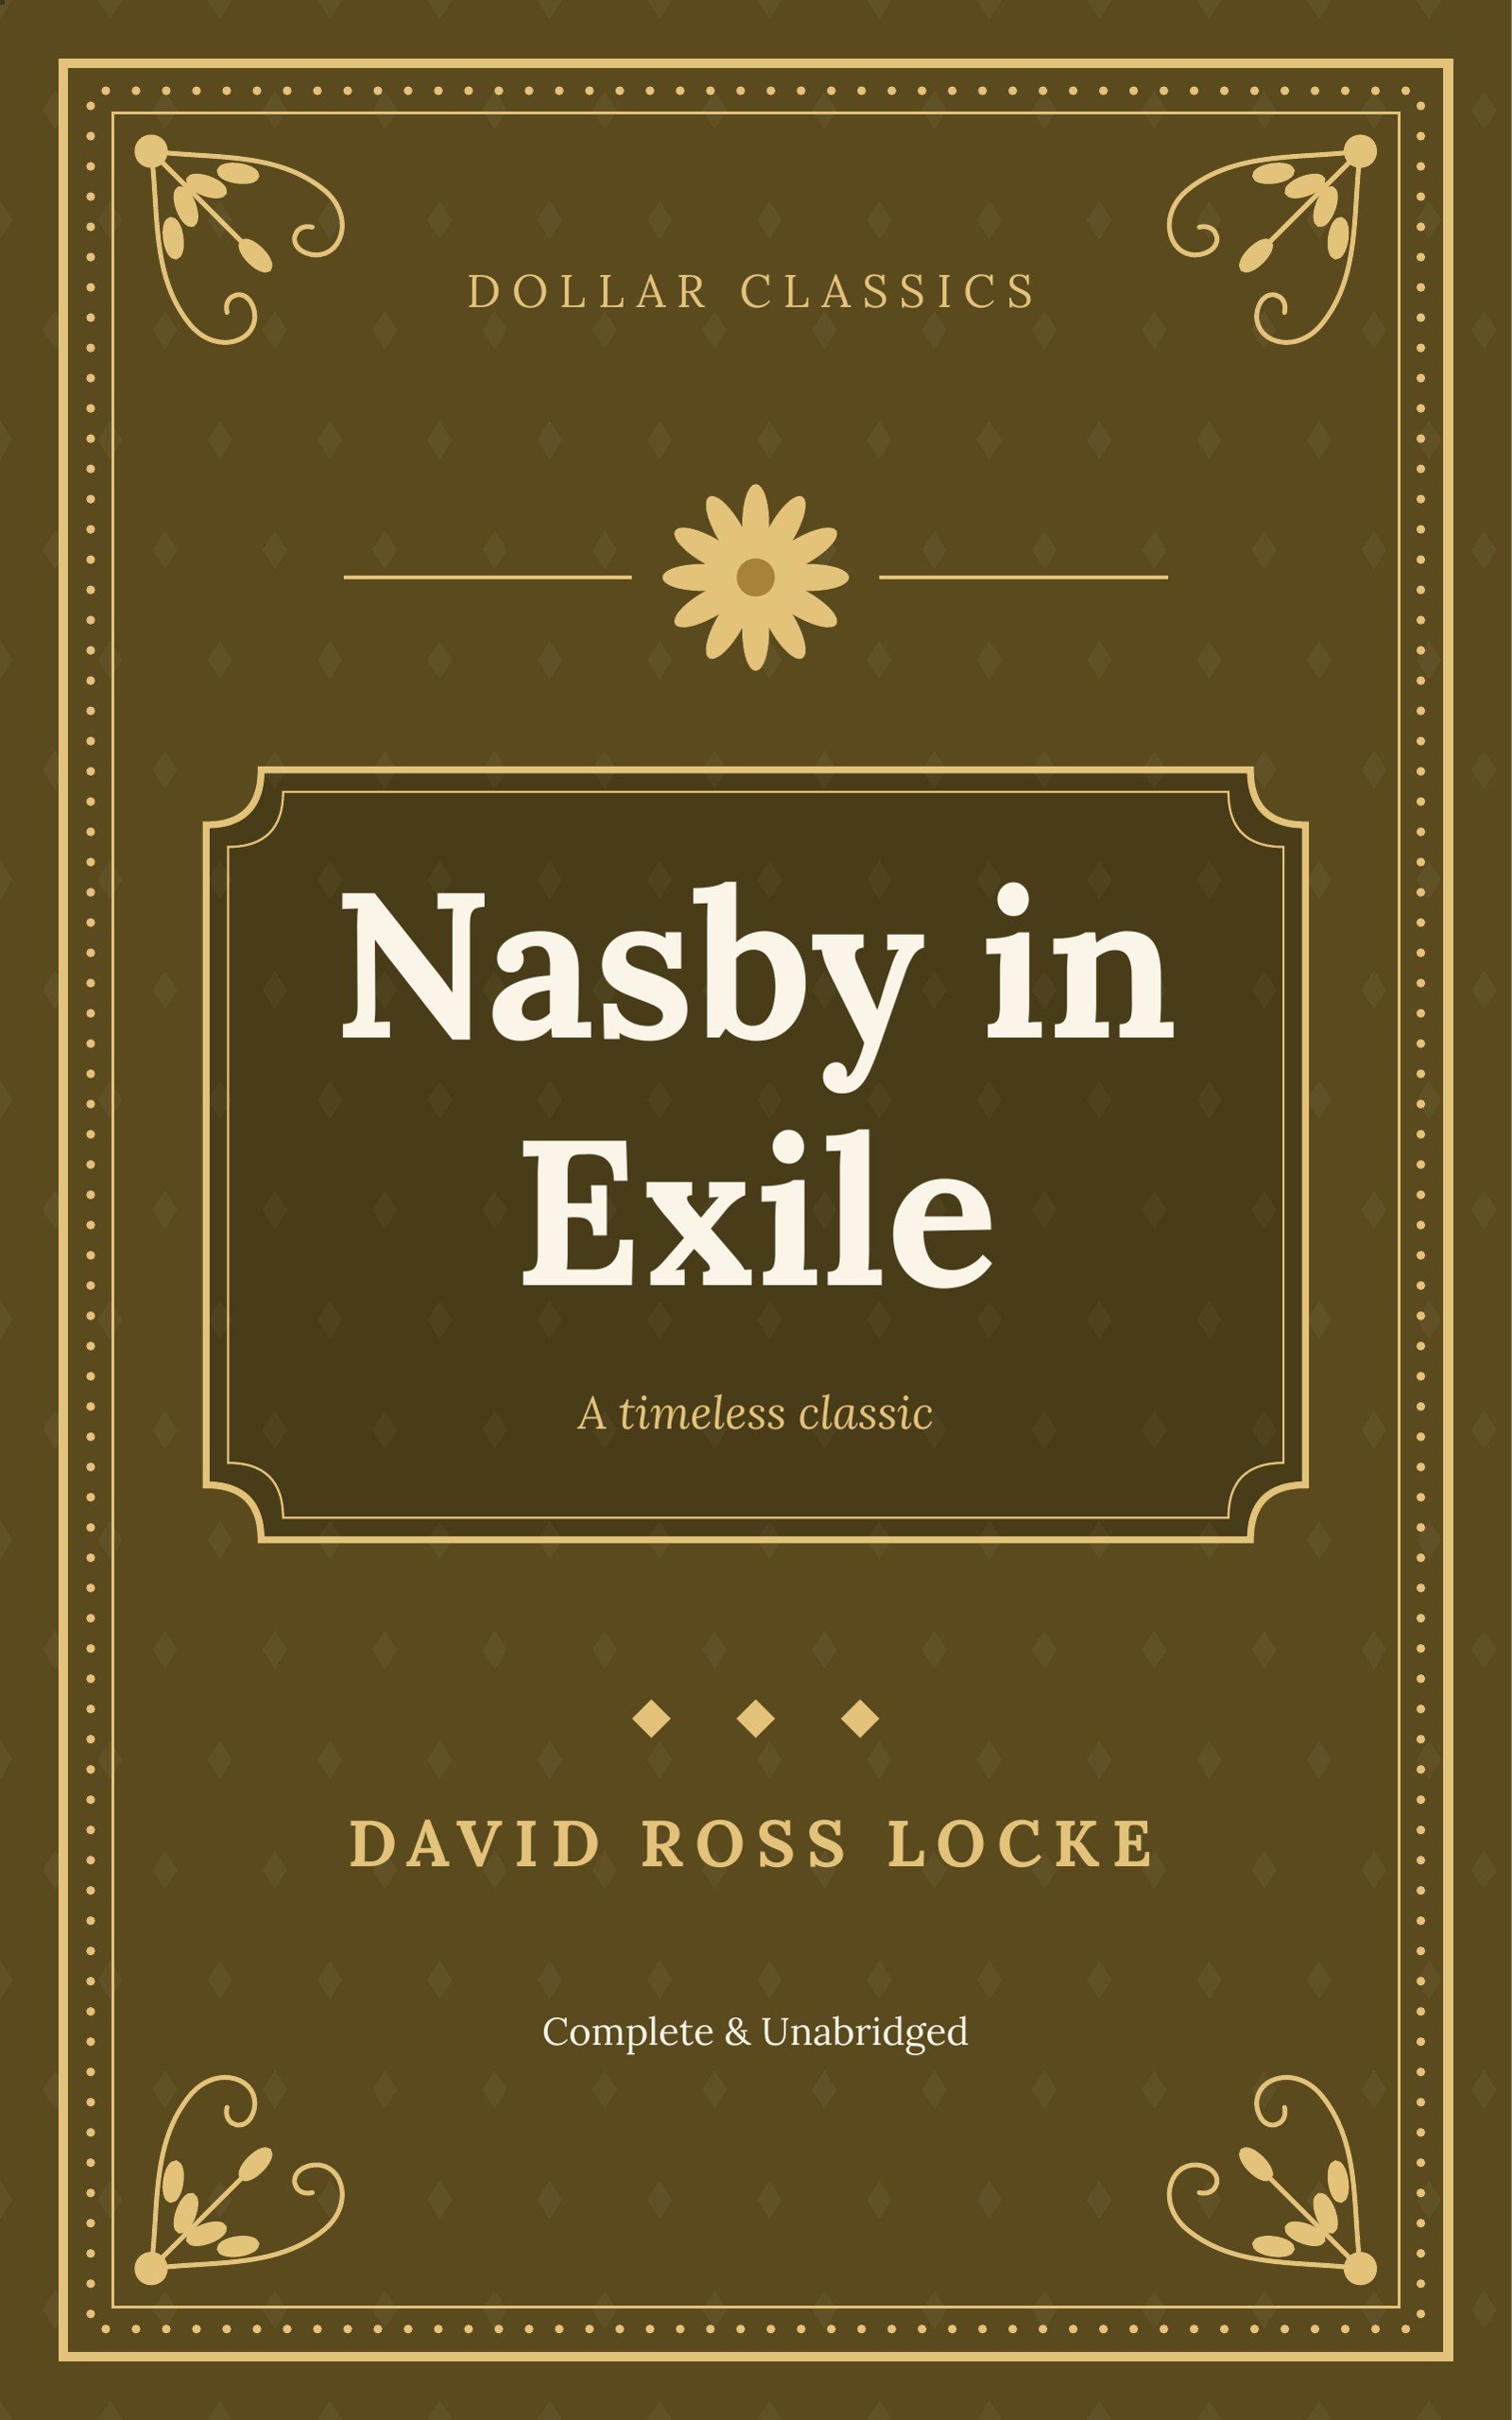 DOLLAR CLASSICS
Nasby in
Exile
A timeless classic
DAVID ROSS LOCKE
Complete & Unabridged